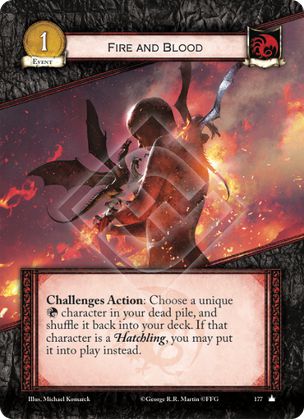 1
Event
Fire and Blood
Challenges Action: Choose a unique
character in your dead pile, and
shuffle it back into your deck. If that
character is a Hatchling, you may put
it into play instead.
Illus. Michael Komarck ©George R.R. Martin ©FFG 177